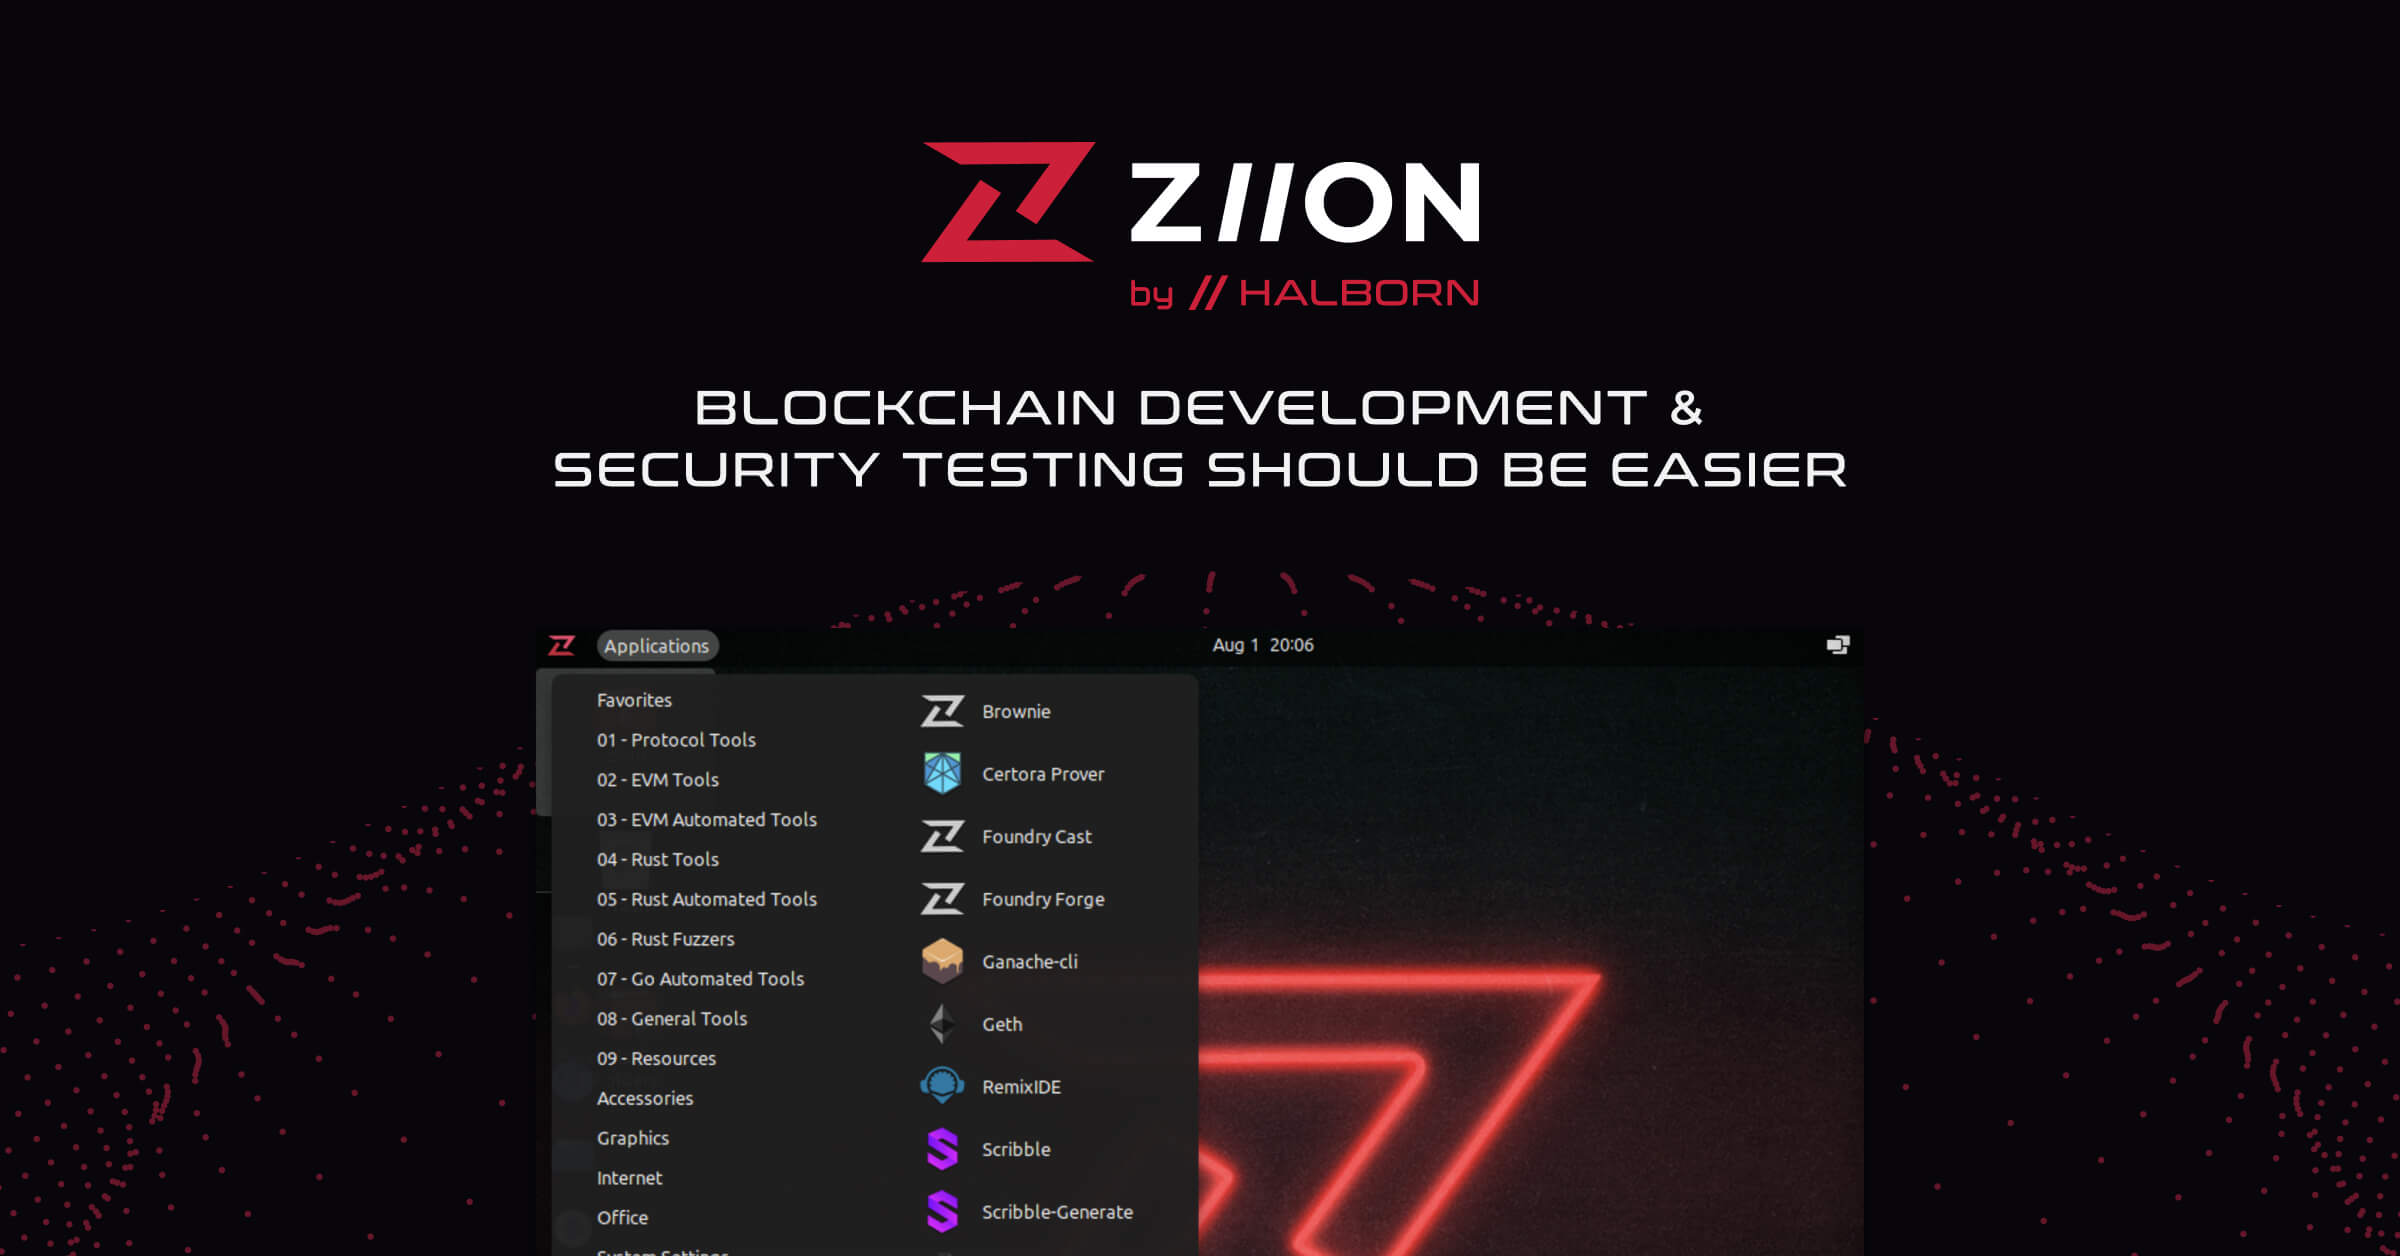 ZIION
by // HALBORN
BLOCKCHAIN DEVELOPMENT &
SECURITY TESTING SHOULD BE EASIER
Applications
Aug 1 20:06
Favorites
01 - Protocol Tools
02 - EVM Tools
03 - EVM Automated Tools
04 - Rust Tools
05 - Rust Automated Tools
06 - Rust Fuzzers
07 - Go Automated Tools
08 - General Tools
09 - Resources
Accessories
Graphics
Internet
Office
System Settings
Brownie
Certora Prover
Foundry Cast
Foundry Forge
Ganache-cli
Geth
RemixIDE
Scribble
Scribble-Generate